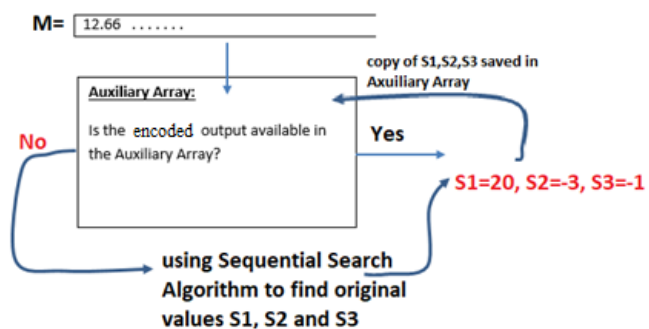 M= 12.66 .......
copy of S1,S2,S3 saved in
Axuiliary Array
Auxiliary Array:
Is the encoded output available in
the Auxiliary Array?
No
Yes
S1=20, S2=-3, S3=-1
using Sequential Search
Algorithm to find original
values S1, S2 and S3